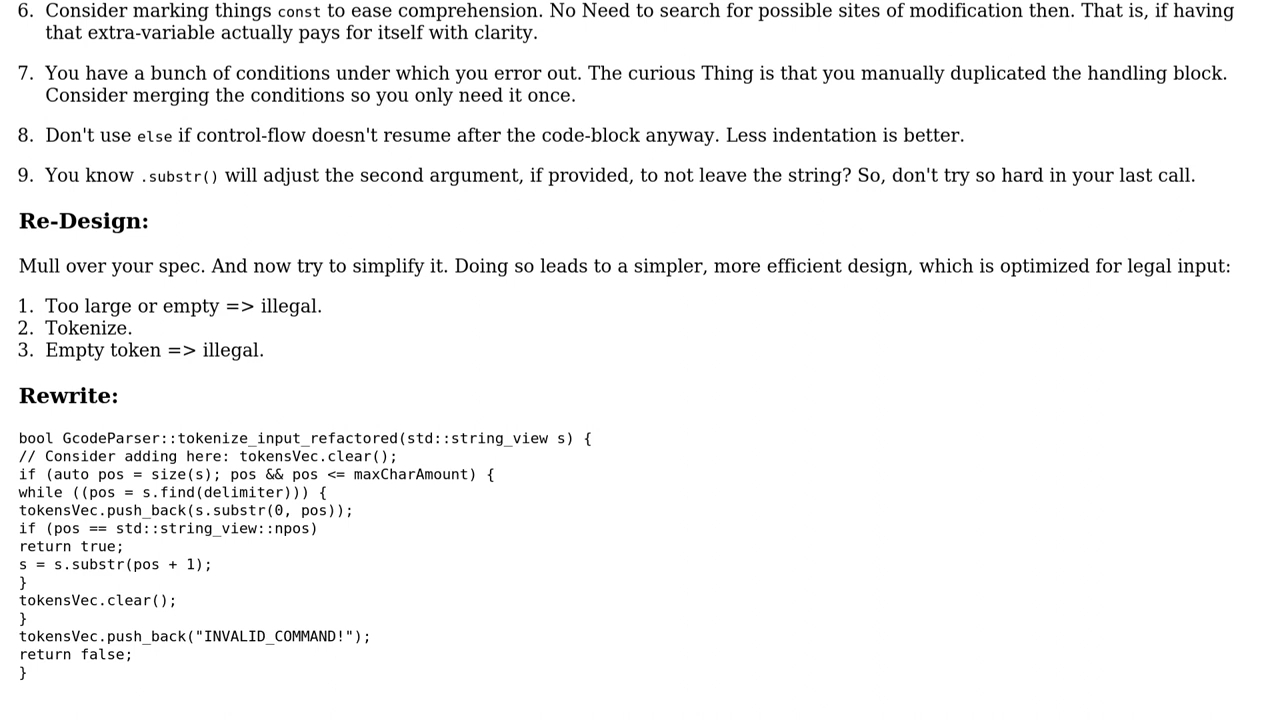 6. Consider marking things const to ease comprehension. No Need to search for possible sites of modification then. That is, if having
that extra-variable actually pays for itself with clarity.
7. You have a bunch of conditions under which you error out. The curious Thing is that you manually duplicated the handling block.
Consider merging the conditions so you only need it once.
8. Don't use else if control-flow doesn't resume after the code-block anyway. Less indentation is better.
9. You know .substr() will adjust the second argument, if provided, to not leave the string? So, don't try so hard in your last call.
Re-Design:
Mull over your spec. And now try to simplify it. Doing so leads to a simpler, more efficient design, which is optimized for legal input:
1. Too large or empty => illegal.
2. Tokenize.
3. Empty token => illegal.
Rewrite:
bool GcodeParser::tokenize_input_refactored(std::string_view s) {
// Consider adding here: tokensVec.clear();
if (auto pos = size(s); pos && pos <= maxCharAmount) {
while ((pos = s.find(delimiter))) {
tokensVec.push_back(s.substr(0, pos));
if (pos == std::string_view::npos)
return true;
s = s.substr(pos + 1);
}
tokensVec.clear();
}
tokensVec.push_back("INVALID_COMMAND!");
return false;
}